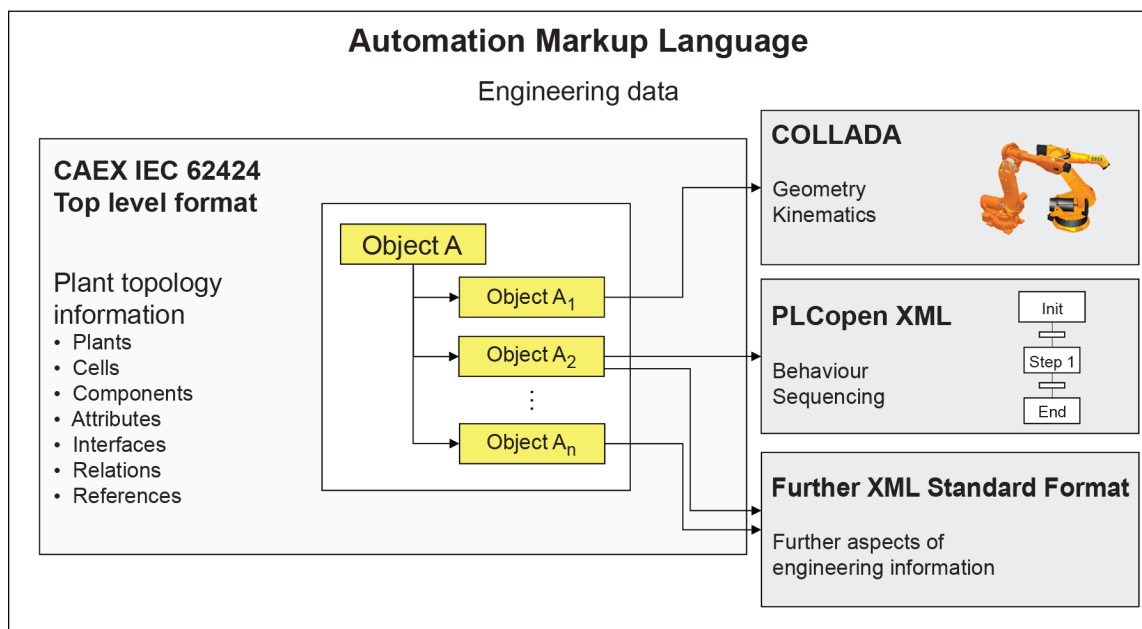 Automation Markup Language
Engineering data
CAEX IEC 62424
Top level format
Plant topology
information
• Plants
• Cells
• Components
• Attributes
• Interfaces
• Relations
• References
Object A
Object A1
Object A2
⋮
Object An
COLLADA
Geometry
Kinematics
PLCopen XML
Behaviour
Sequencing
Init
Step 1
End
Further XML Standard Format
Further aspects of
engineering information